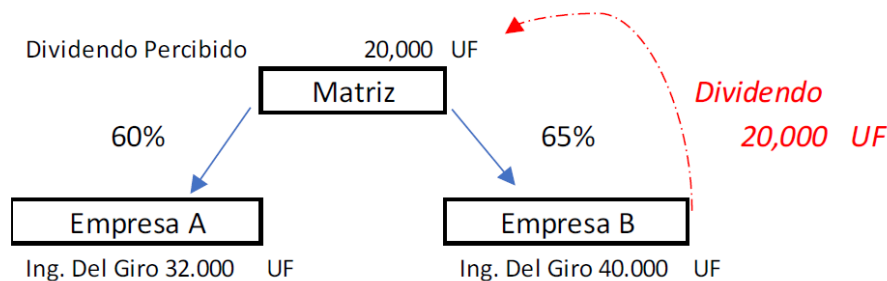 Dividendo Percibido 20,000 UF
Matriz
Dividendo
60% 65% 20,000 UF
Empresa A Empresa B
Ing. Del Giro 32.000 UF Ing. Del Giro 40.000 UF